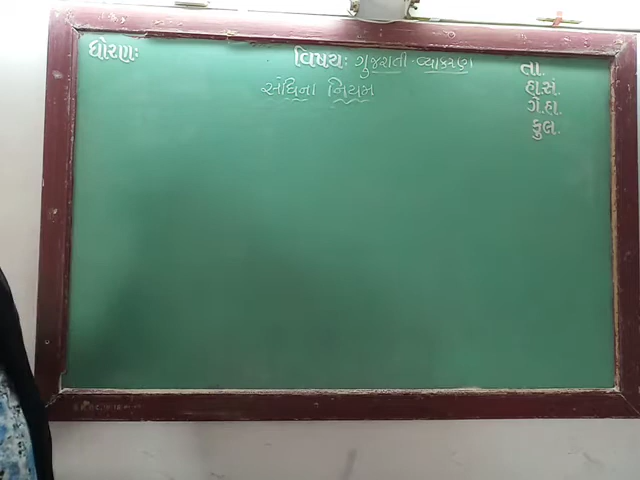 ધોરણ:
વિષય: ગુજરાતી-વ્યાકરણ
સંધિના નિયમ
તા.
હા.સં.
ગે.હા.
કુલ.